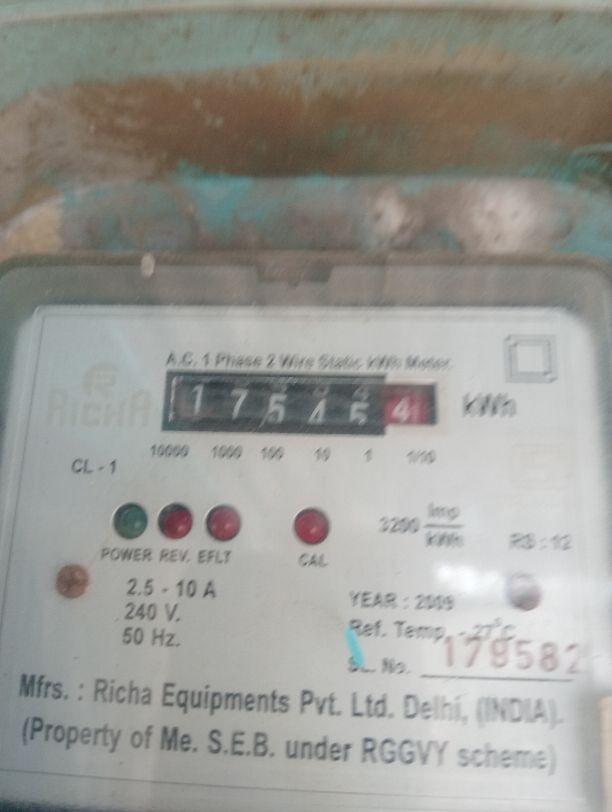 A.C. 1 Phase 2 Wire Static kWh Meter.
RICHA
1 7 5 4 5 4 kWh
10000 1000 100 10 1 1/10
CL - 1
3200 Imp/kWh
RS : 12
POWER REV. EFLT CAL
2.5 - 10 A
240 V.
50 Hz.
YEAR : 2009
Ref. Temp. - 27°C
SL. No. 179582
Mfrs. : Richa Equipments Pvt. Ltd. Delhi, (INDIA).
(Property of Me. S.E.B. under RGGVY scheme)